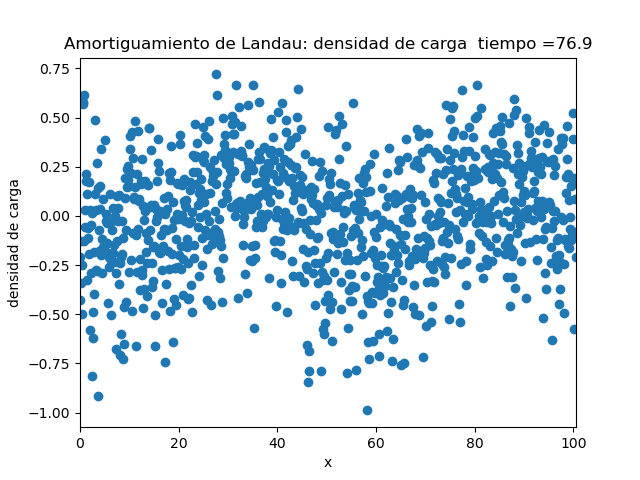 Amortiguamiento de Landau: densidad de carga  tiempo =76.9
0.75
0.50
0.25
0.00
−0.25
−0.50
−0.75
−1.00
densidad de carga
0 20 40 60 80 100
x